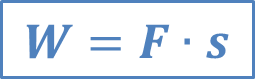 W = F · s